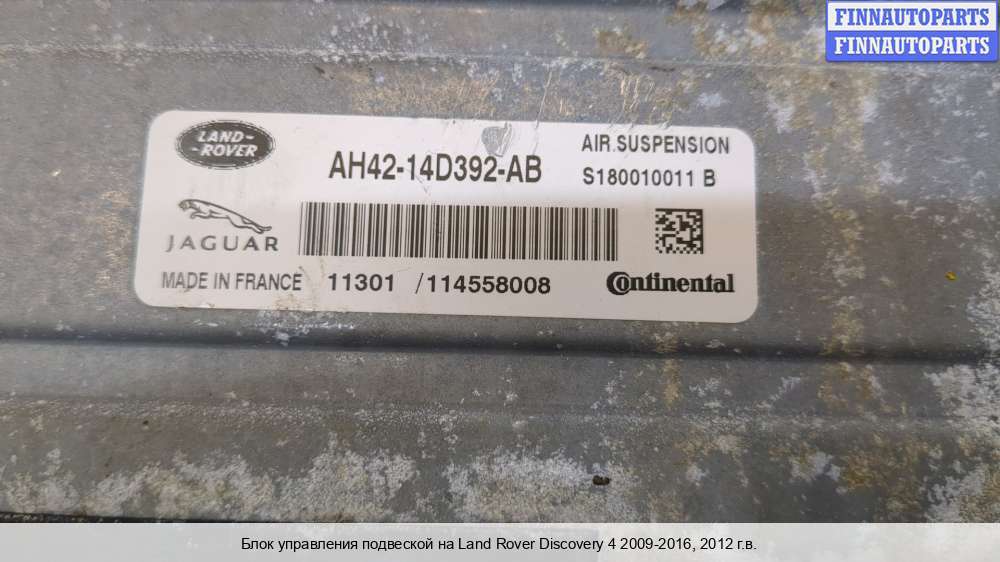 FINNAUTOPARTS
FINNAUTOPARTS
LAND-
-ROVER
AH42-14D392-AB
AIR SUSPENSION
S180010011 B
JAGUAR
MADE IN FRANCE 11301 /114558008
Continental
Блок управления подвеской на Land Rover Discovery 4 2009-2016, 2012 г.в.